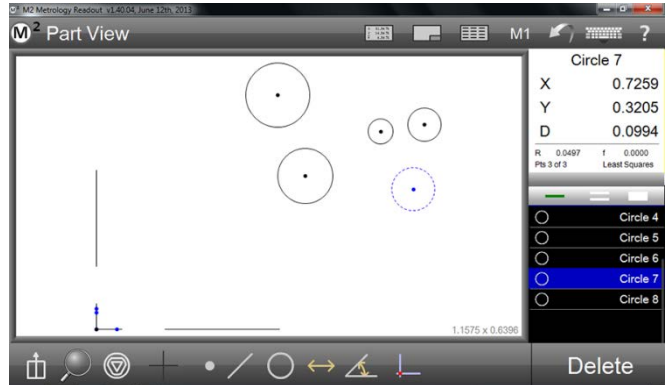 M2 Metrology Readout v1.40.04, June 12th, 2013
M2 Part View
M1
?
Circle 7
X 0.7259
Y 0.3205
D 0.0994
R 0.0497 f 0.0000
Pts 3 of 3 Least Squares
Circle 4
Circle 5
Circle 6
Circle 7
Circle 8
1.1575 x 0.6396
Delete